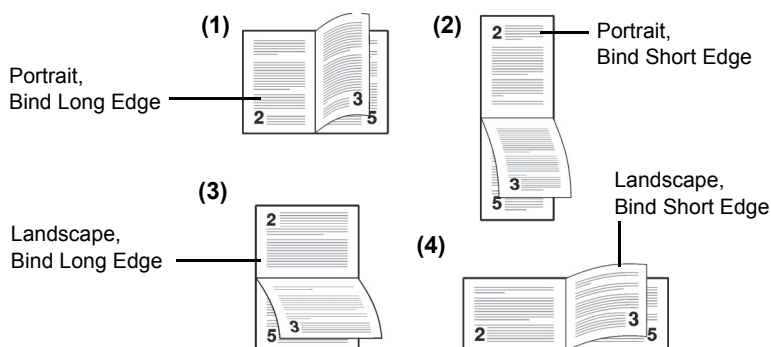 (1)
Portrait,
Bind Long Edge
2
3
5
(2)
Portrait,
Bind Short Edge
2
3
5
(3)
Landscape,
Bind Long Edge
2
3
5
(4)
Landscape,
Bind Short Edge
2
3
5